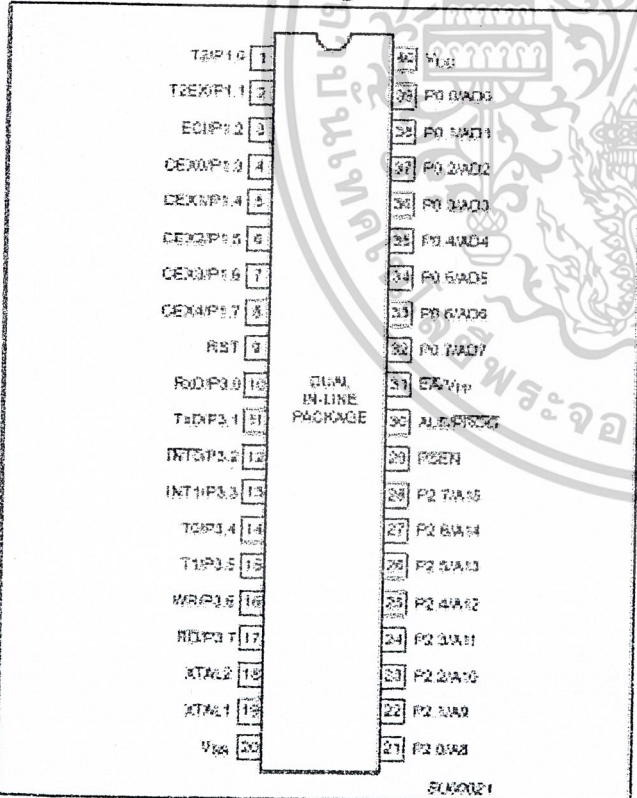 T2/P1.0 1
T2EX/P1.1 2
ECI/P1.2 3
CEX0/P1.3 4
CEX1/P1.4 5
CEX2/P1.5 6
CEX3/P1.6 7
CEX4/P1.7 8
RST 9
RxD/P3.0 10
TxD/P3.1 11
INT0/P3.2 12
INT1/P3.3 13
T0/P3.4 14
T1/P3.5 15
WR/P3.6 16
RD/P3.7 17
XTAL2 18
XTAL1 19
VSS 20
DUAL
IN-LINE
PACKAGE
40 VCC
39 P0.0/AD0
38 P0.1/AD1
37 P0.2/AD2
36 P0.3/AD3
35 P0.4/AD4
34 P0.5/AD5
33 P0.6/AD6
32 P0.7/AD7
31 EA/VPP
30 ALE/PROG
29 PSEN
28 P2.7/A15
27 P2.6/A14
26 P2.5/A13
25 P2.4/A12
24 P2.3/A11
23 P2.2/A10
22 P2.1/A9
21 P2.0/A8
SU00021